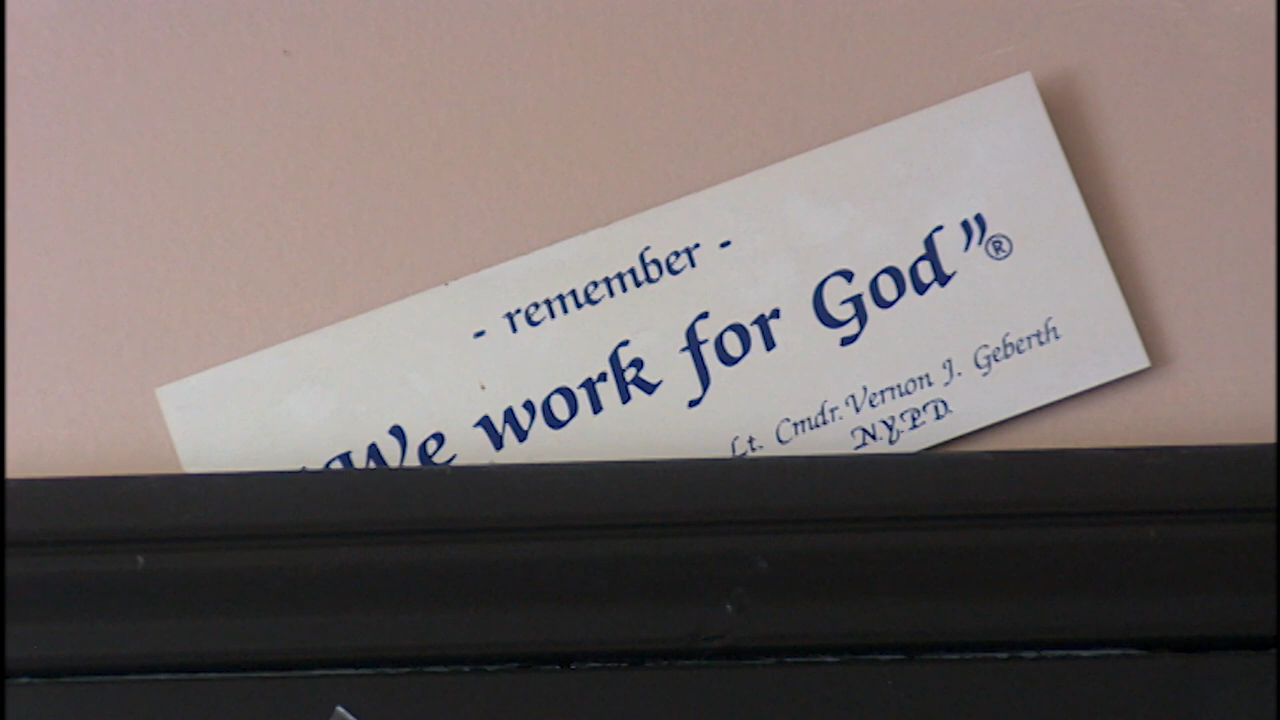 - remember -
“We work for God”®
Lt. Cmdr. Vernon J. Geberth
N.Y.P.D.